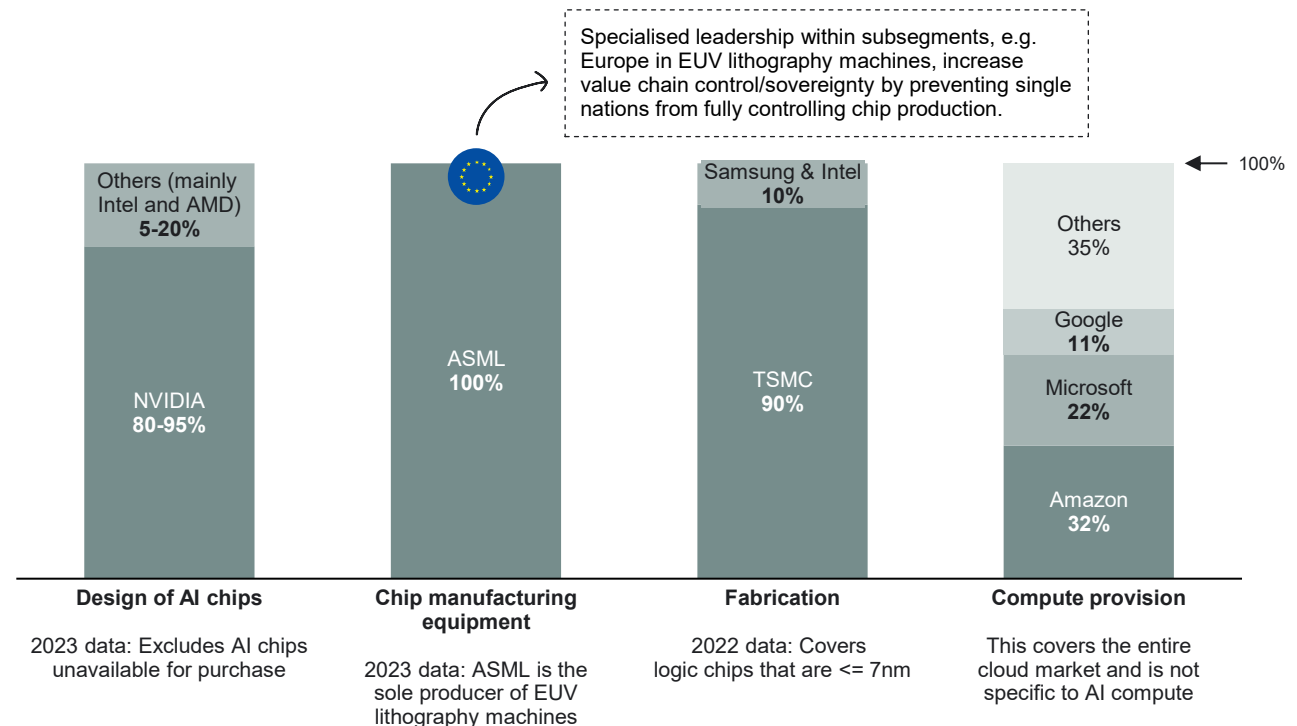 Specialised leadership within subsegments, e.g.
Europe in EUV lithography machines, increase
value chain control/sovereignty by preventing single
nations from fully controlling chip production.
100%
Others (mainly
Intel and AMD)
5-20%
NVIDIA
80-95%
ASML
100%
Samsung & Intel
10%
TSMC
90%
Others
35%
Google
11%
Microsoft
22%
Amazon
32%
Design of AI chips
2023 data: Excludes AI chips
unavailable for purchase
Chip manufacturing
equipment
2023 data: ASML is the
sole producer of EUV
lithography machines
Fabrication
2022 data: Covers
logic chips that are <= 7nm
Compute provision
This covers the entire
cloud market and is not
specific to AI compute